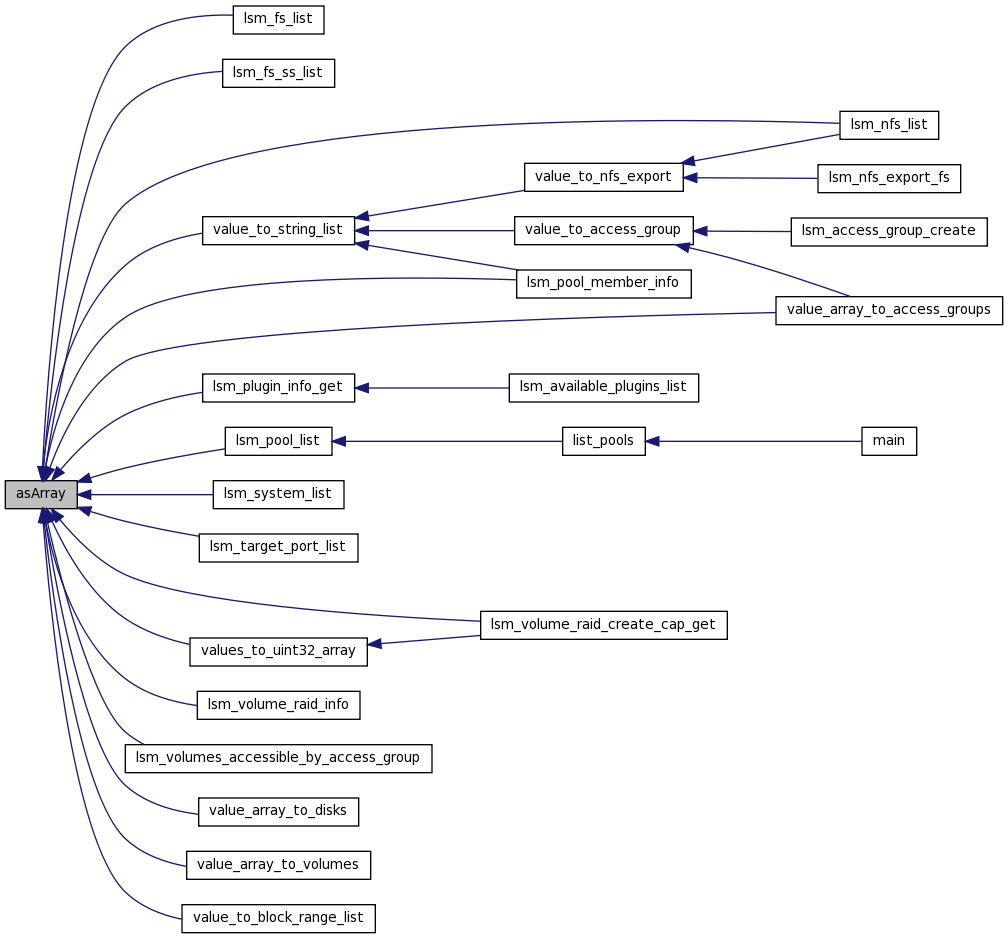 lsm_fs_list
lsm_fs_ss_list
lsm_nfs_list
value_to_nfs_export
lsm_nfs_export_fs
value_to_string_list
value_to_access_group
lsm_access_group_create
lsm_pool_member_info
value_array_to_access_groups
lsm_plugin_info_get
lsm_available_plugins_list
lsm_pool_list
list_pools
main
asArray
lsm_system_list
lsm_target_port_list
lsm_volume_raid_create_cap_get
values_to_uint32_array
lsm_volume_raid_info
lsm_volumes_accessible_by_access_group
value_array_to_disks
value_array_to_volumes
value_to_block_range_list